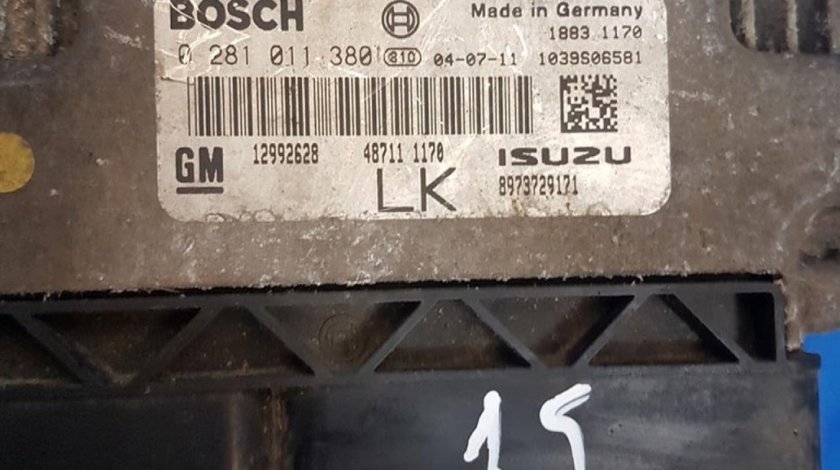 BOSCH
Made in Germany
1883 1170
0 281 011 380 810 04-07-11 1039S06581
12992628 48711 1170 ISUZU
GM LK 8973729171
15